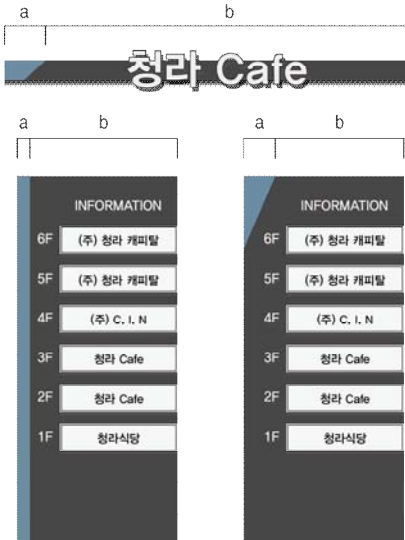 a b
청라 Cafe
a b
INFORMATION
6F (주) 청라 캐피탈
5F (주) 청라 캐피탈
4F (주) C. I. N
3F 청라 Cafe
2F 청라 Cafe
1F 청라식당
a b
INFORMATION
6F (주) 청라 캐피탈
5F (주) 청라 캐피탈
4F (주) C. I. N
3F 청라 Cafe
2F 청라 Cafe
1F 청라식당